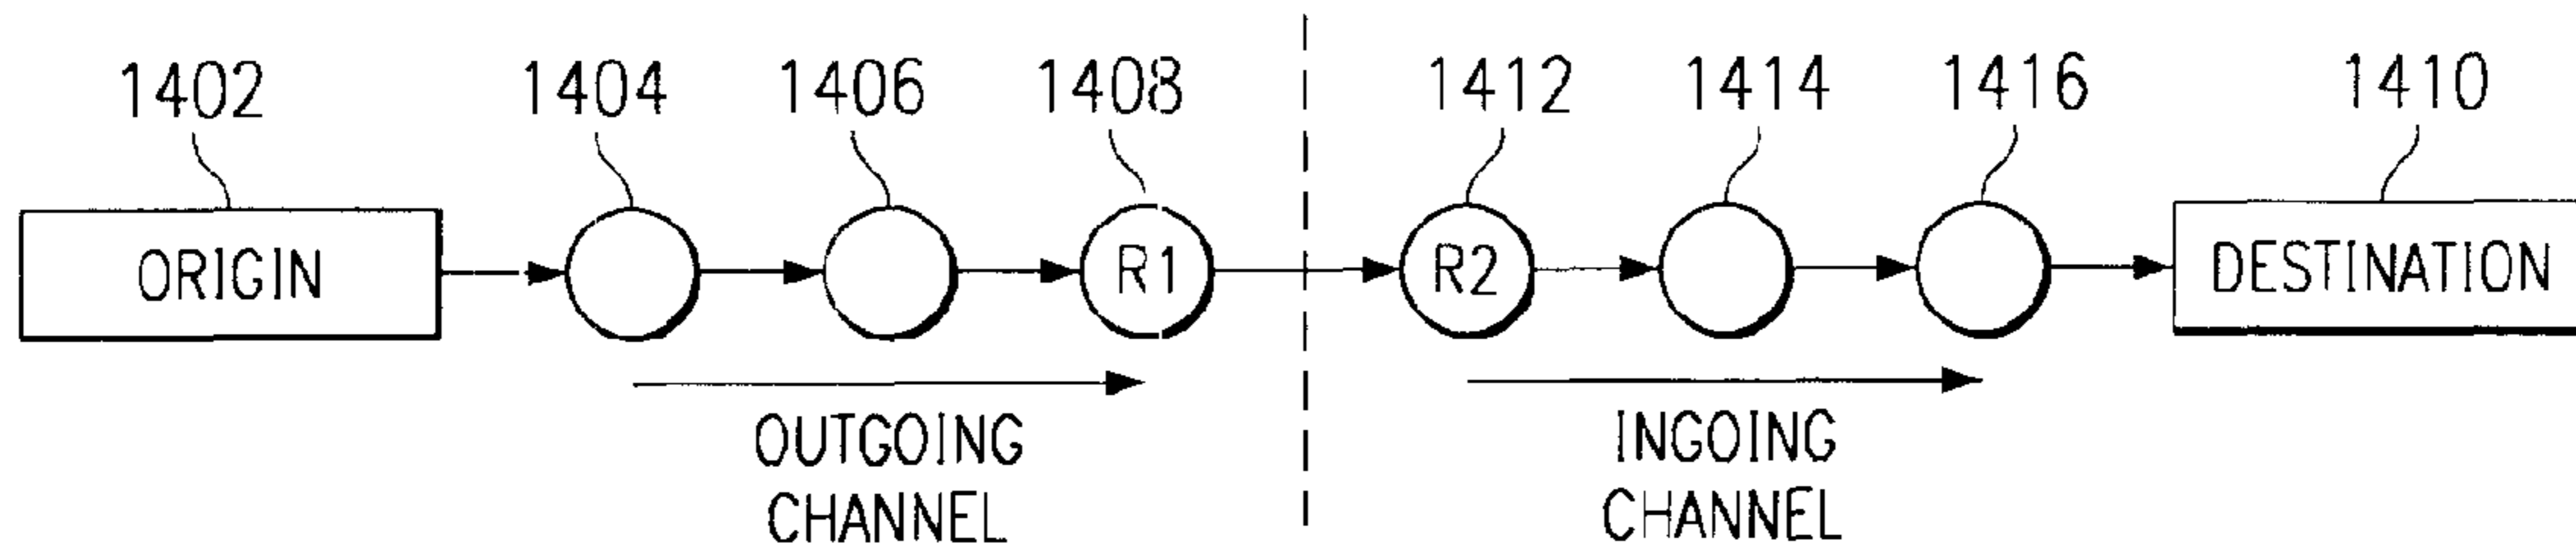 1402 1404 1406 1408 1412 1414 1416 1410
ORIGIN R1 R2 DESTINATION
OUTGOING INGOING
CHANNEL CHANNEL